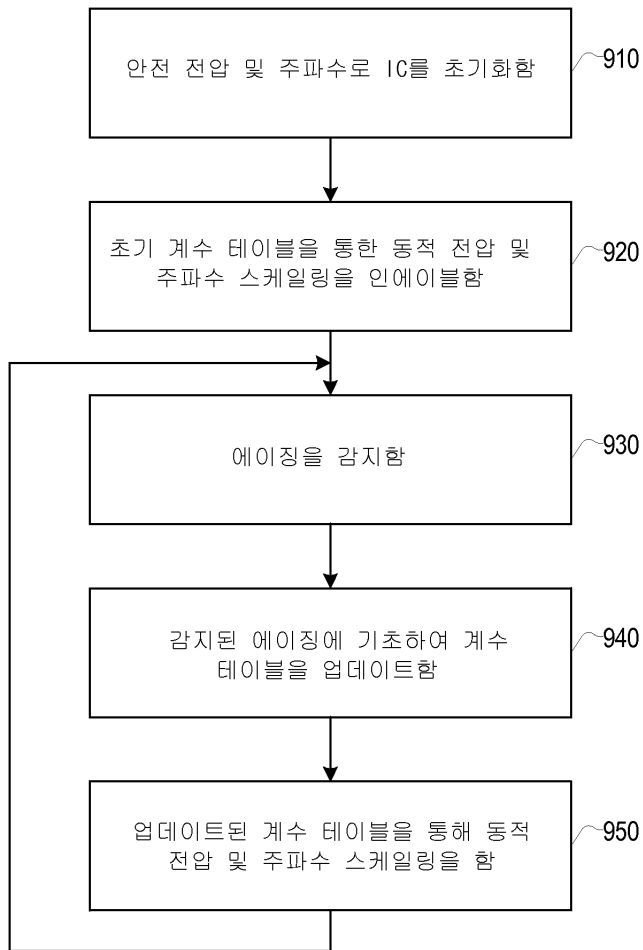 안전 전압 및 주파수로 IC를 초기화함
910
초기 계수 테이블을 통한 동적 전압 및
주파수 스케일링을 인에이블함
920
에이징을 감지함
930
감지된 에이징에 기초하여 계수
테이블을 업데이트함
940
업데이트된 계수 테이블을 통해 동적
전압 및 주파수 스케일링을 함
950